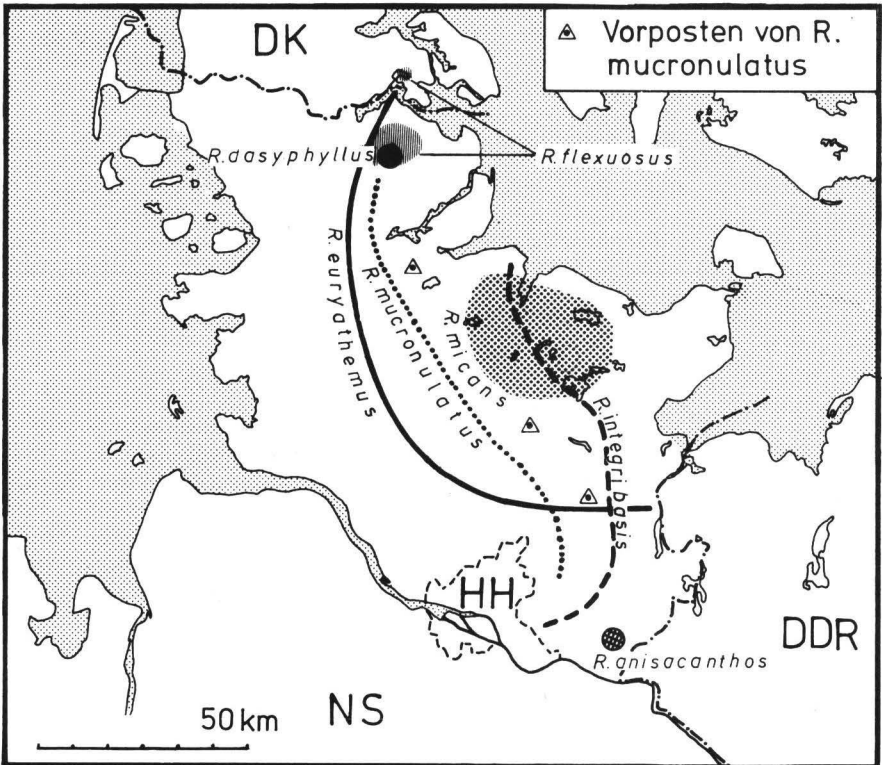 DK
Vorposten von R.
mucronulatus
R.dasyphyllus
R.flexuosus
R. euryathemus
R. mucronulatus
R. micans
R. integribasis
HH
DDR
R.anisacanthos
NS
50 km